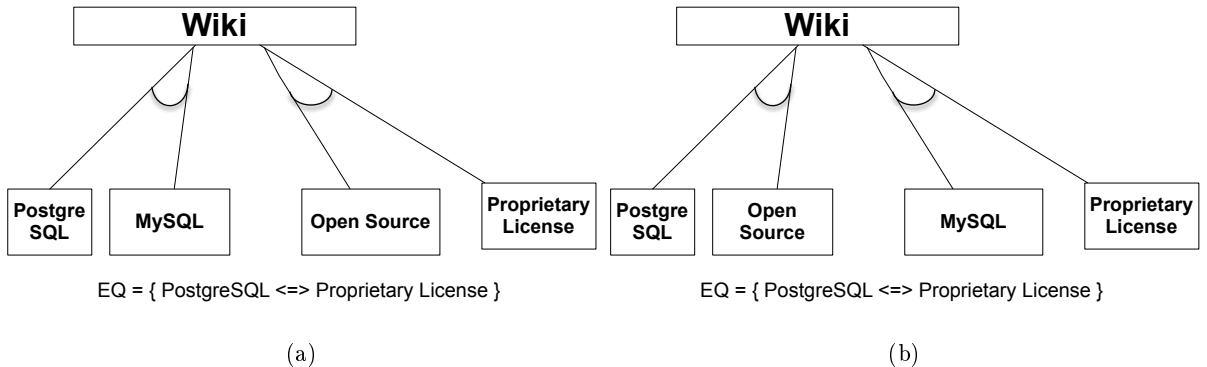 Wiki
Postgre
SQL
MySQL
Open Source
Proprietary
License
EQ = { PostgreSQL <=> Proprietary License }
(a)
Wiki
Postgre
SQL
Open
Source
MySQL
Proprietary
License
EQ = { PostgreSQL <=> Proprietary License }
(b)